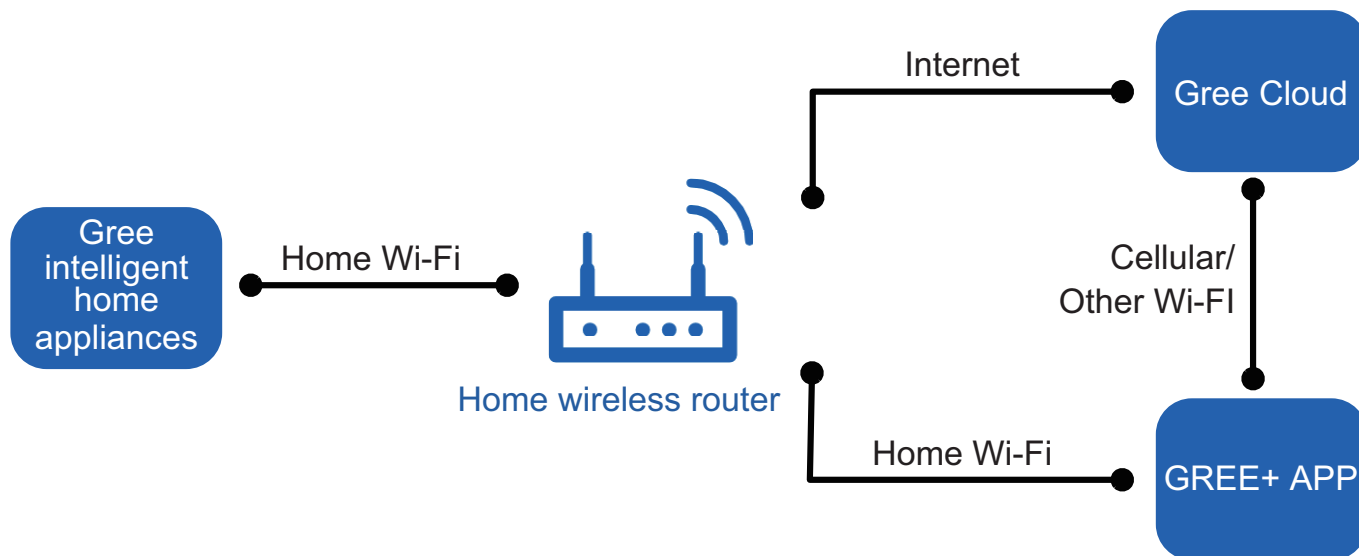 Internet
Gree Cloud
Gree
intelligent
home
appliances
Home Wi-Fi
Cellular/
Other Wi-FI
Home wireless router
Home Wi-Fi
GREE+ APP